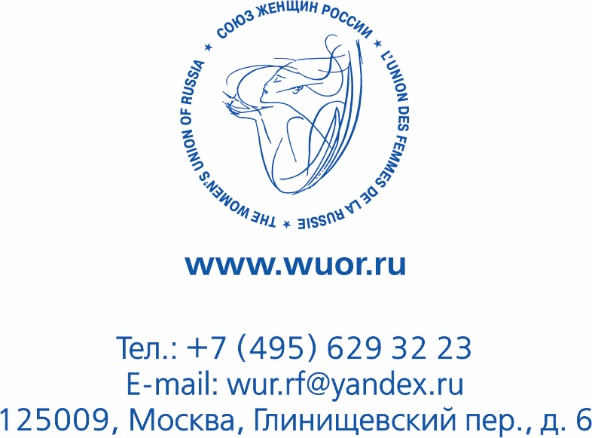 СОЮЗ ЖЕНЩИН РОССИИ ★ L'UNION DES FEMMES DE LA RUSSIE ★ THE WOMEN'S UNION OF RUSSIA ★
www.wuor.ru
Тел.: +7 (495) 629 32 23
E-mail: wur.rf@yandex.ru
125009, Москва, Глинищевский пер., д. 6